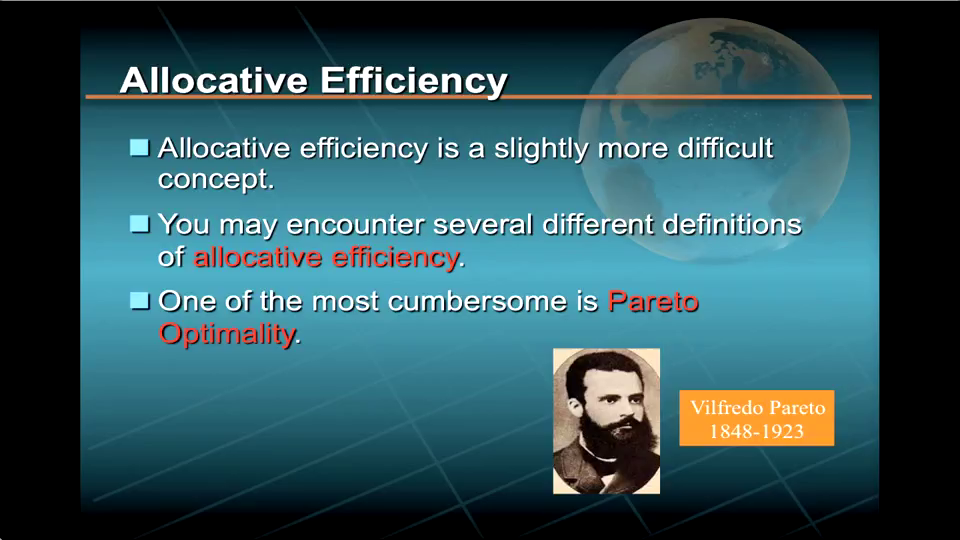 Allocative Efficiency
Allocative efficiency is a slightly more difficult
concept.
You may encounter several different definitions
of allocative efficiency.
One of the most cumbersome is Pareto
Optimality.
Vilfredo Pareto
1848-1923